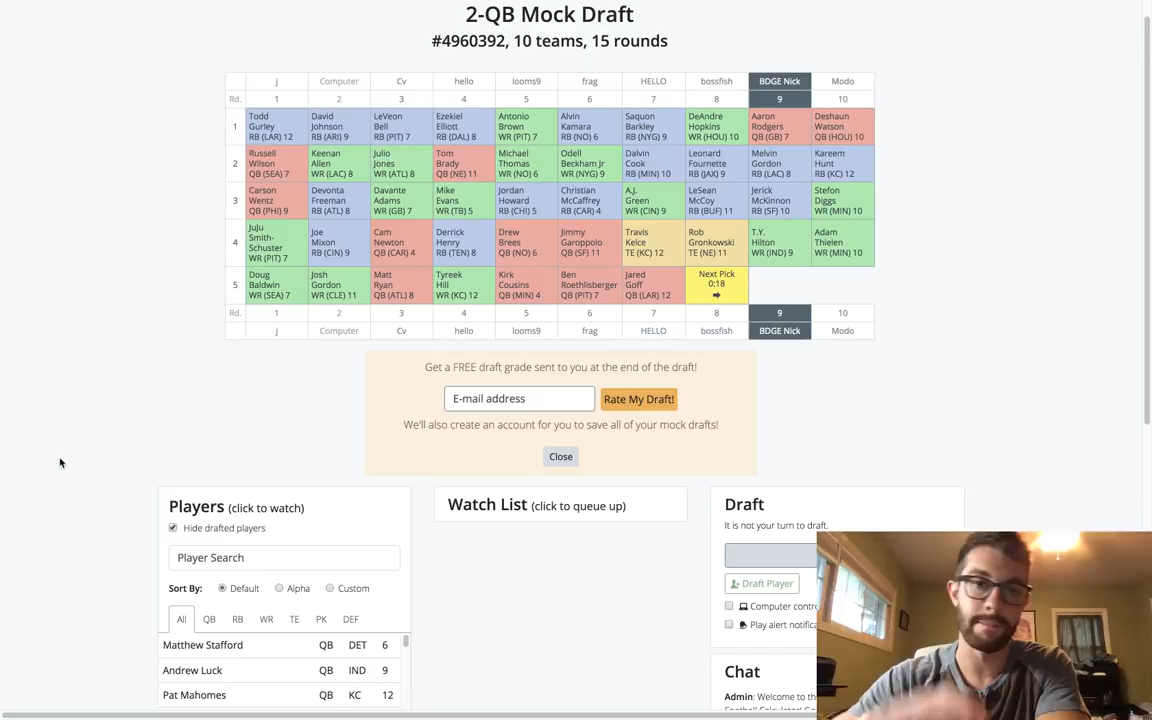 2-QB Mock Draft
#4960392, 10 teams, 15 rounds
j Computer Cv hello looms9 frag HELLO bossfish BDGE Nick Modo
Rd. 1 2 3 4 5 6 7 8 9 10
1
Todd Gurley RB (LAR) 12
David Johnson RB (ARI) 9
LeVeon Bell RB (PIT) 7
Ezekiel Elliott RB (DAL) 8
Antonio Brown WR (PIT) 7
Alvin Kamara RB (NO) 6
Saquon Barkley RB (NYG) 9
DeAndre Hopkins WR (HOU) 10
Aaron Rodgers QB (GB) 7
Deshaun Watson QB (HOU) 10
2
Russell Wilson QB (SEA) 7
Keenan Allen WR (LAC) 8
Julio Jones WR (ATL) 8
Tom Brady QB (NE) 11
Michael Thomas WR (NO) 6
Odell Beckham Jr WR (NYG) 9
Dalvin Cook RB (MIN) 10
Leonard Fournette RB (JAX) 9
Melvin Gordon RB (LAC) 8
Kareem Hunt RB (KC) 12
3
Carson Wentz QB (PHI) 9
Devonta Freeman RB (ATL) 8
Davante Adams WR (GB) 7
Mike Evans WR (TB) 5
Jordan Howard RB (CHI) 5
Christian McCaffrey RB (CAR) 4
A.J. Green WR (CIN) 9
LeSean McCoy RB (BUF) 11
Jerick McKinnon RB (SF) 10
Stefon Diggs WR (MIN) 10
4
JuJu Smith-Schuster WR (PIT) 7
Joe Mixon RB (CIN) 9
Cam Newton QB (CAR) 4
Derrick Henry RB (TEN) 8
Drew Brees QB (NO) 6
Jimmy Garoppolo QB (SF) 11
Travis Kelce TE (KC) 12
Rob Gronkowski TE (NE) 11
T.Y. Hilton WR (IND) 9
Adam Thielen WR (MIN) 10
5
Doug Baldwin WR (SEA) 7
Josh Gordon WR (CLE) 11
Matt Ryan QB (ATL) 8
Tyreek Hill WR (KC) 12
Kirk Cousins QB (MIN) 4
Ben Roethlisberger QB (PIT) 7
Jared Goff QB (LAR) 12
Next Pick 0:18
Rd. 1 2 3 4 5 6 7 8 9 10
j Computer Cv hello looms9 frag HELLO bossfish BDGE Nick Modo
Get a FREE draft grade sent to you at the end of the draft!
E-mail address Rate My Draft!
We'll also create an account for you to save all of your mock drafts!
Close
Players (click to watch)
Hide drafted players
Player Search
Sort By: Default Alpha Custom
All QB RB WR TE PK DEF
Matthew Stafford QB DET 6
Andrew Luck QB IND 9
Pat Mahomes QB KC 12
Watch List (click to queue up)
Draft
It is not your turn to draft.
Draft Player
Computer contr
Play alert notifica
Chat
Admin: Welcome to th